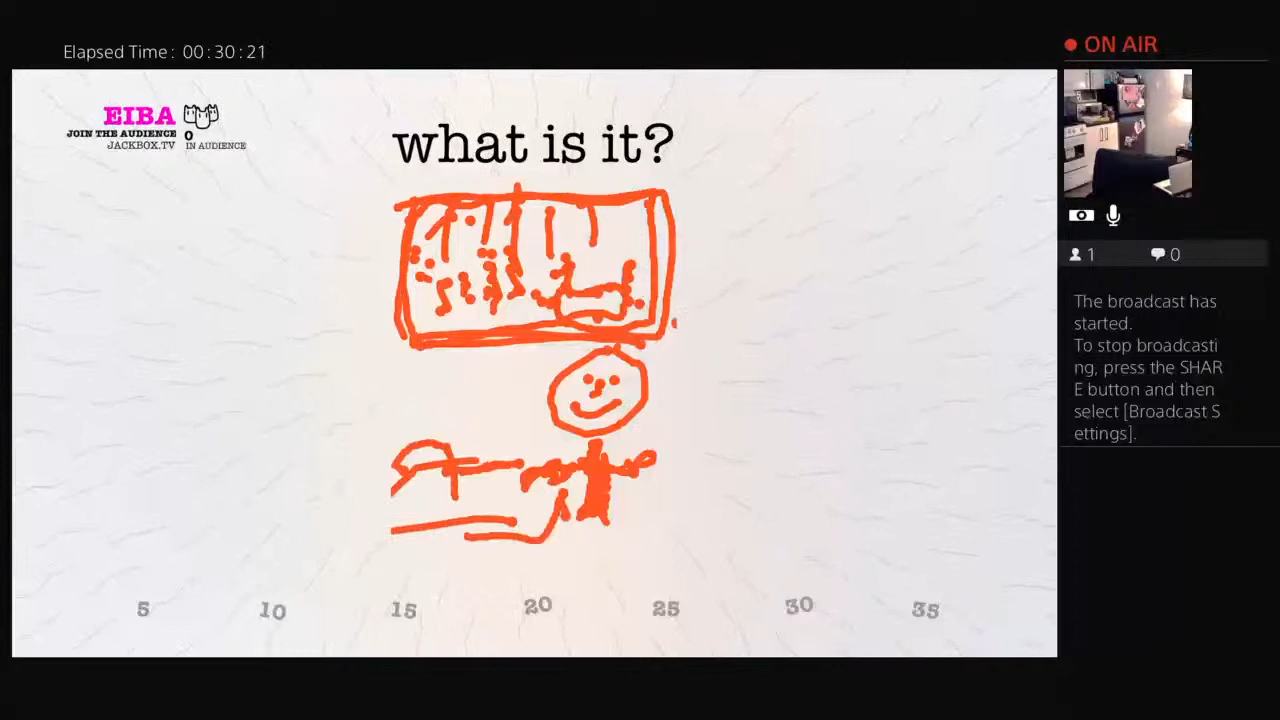 Elapsed Time: 00:30:21
ON AIR
EIBA
JOIN THE AUDIENCE
JACKBOX.TV
0
IN AUDIENCE
what is it?
1
0
The broadcast has
started.
To stop broadcasti
ng, press the SHAR
E button and then
select [Broadcast S
ettings].
5 10 15 20 25 30 35